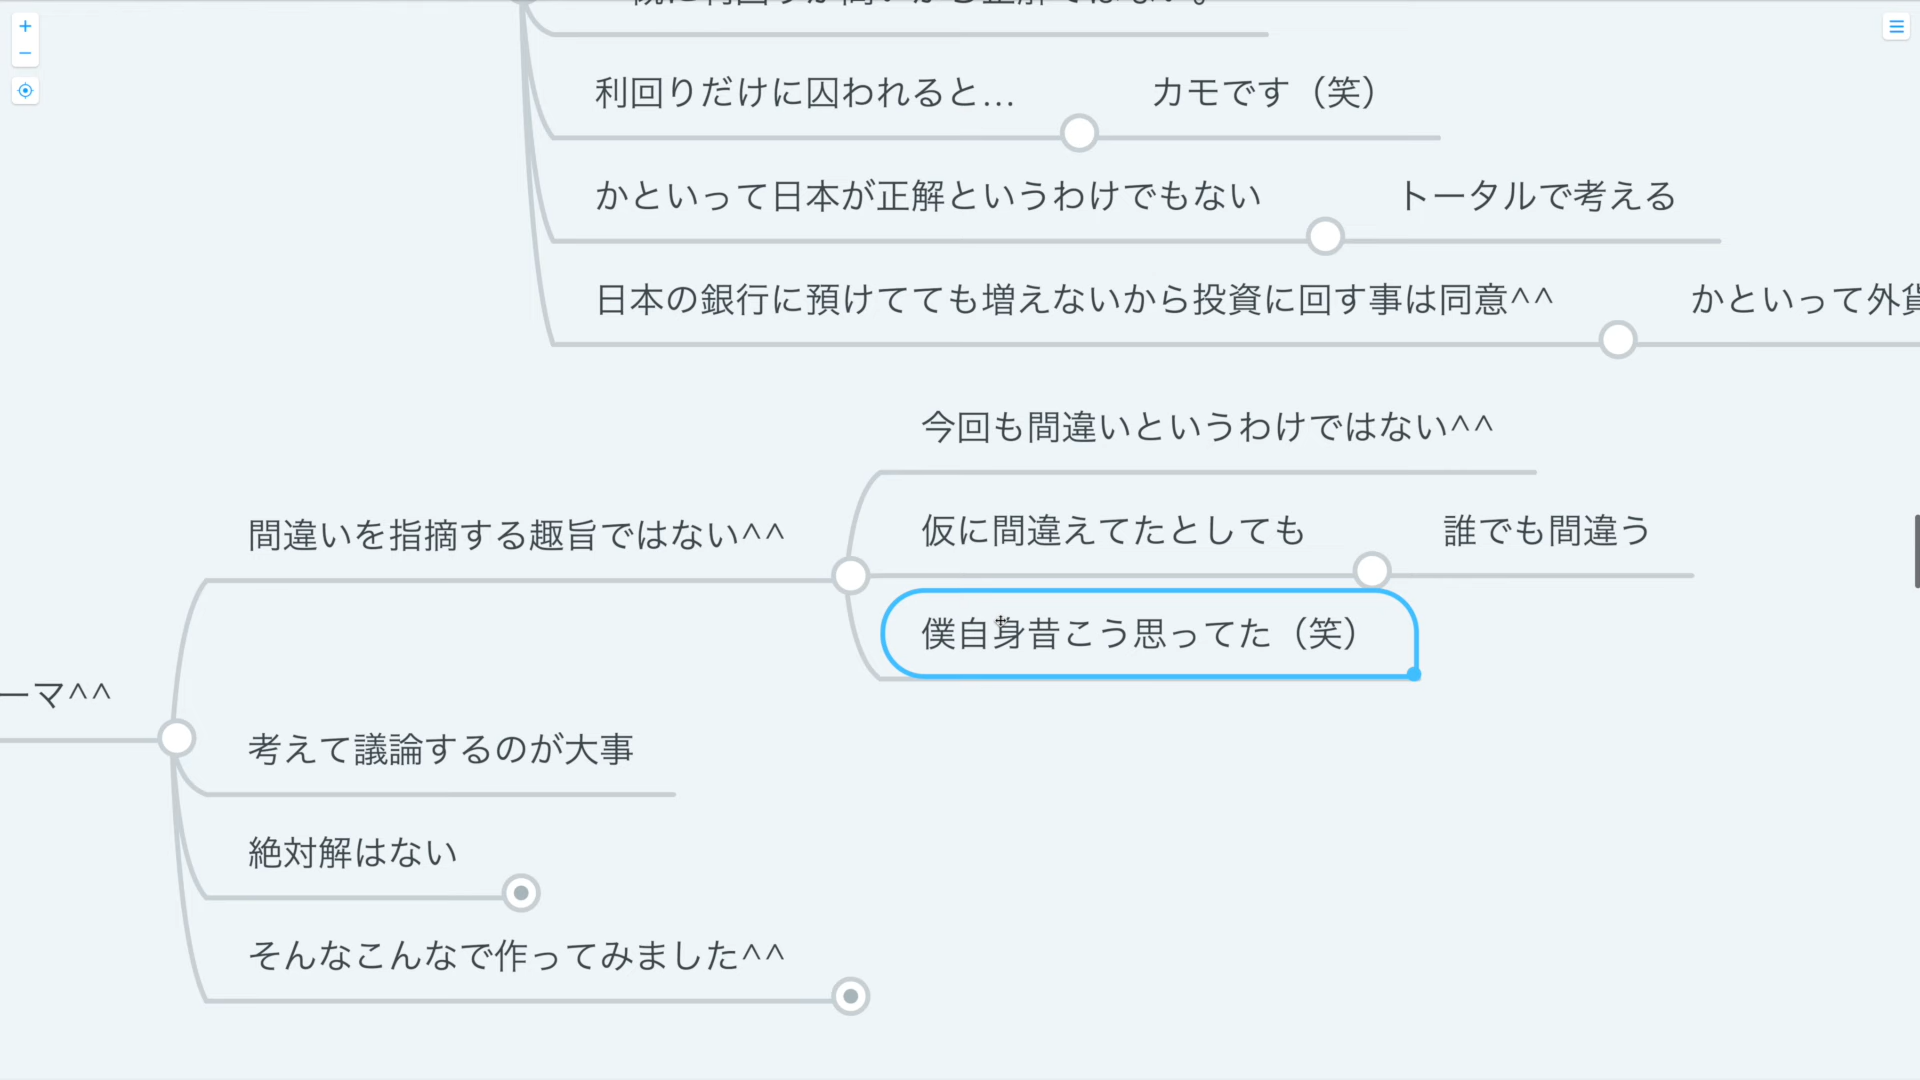 利回りだけに囚われると… カモです（笑）
かといって日本が正解というわけでもない トータルで考える
日本の銀行に預けてても増えないから投資に回す事は同意^^ かといって外貨
今回も間違いというわけではない^^
間違いを指摘する趣旨ではない^^
仮に間違えてたとしても 誰でも間違う
僕自身昔こう思ってた（笑）
ーマ^^
考えて議論するのが大事
絶対解はない
そんなこんなで作ってみました^^